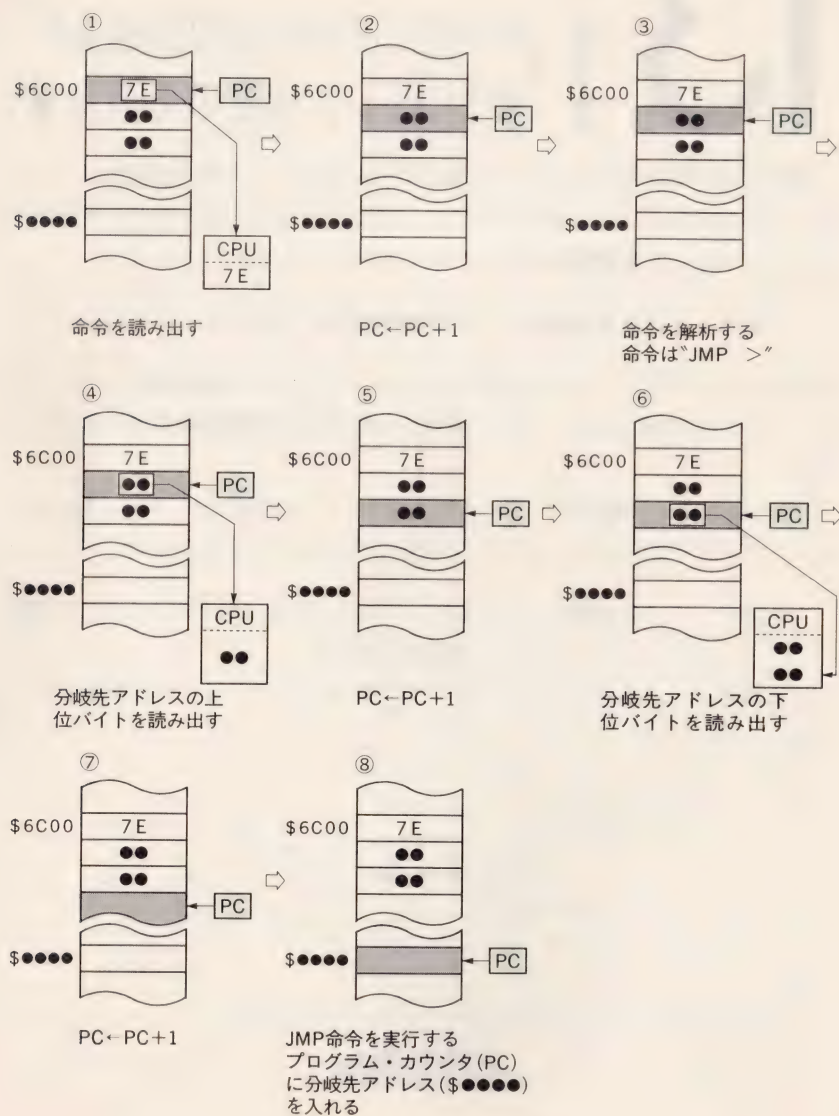 ①
$6C00
7E
PC
●●
●●
$●●●●
CPU
7E
命令を読み出す
②
$6C00
7E
●●
PC
●●
$●●●●
PC←PC+1
③
$6C00
7E
●●
PC
●●
$●●●●
命令を解析する
命令は"JMP >"
④
$6C00
7E
●●
PC
●●
$●●●●
CPU
●●
分岐先アドレスの上
位バイトを読み出す
⑤
$6C00
7E
●●
●●
PC
$●●●●
PC←PC+1
⑥
$6C00
7E
●●
●●
PC
$●●●●
CPU
●●
●●
分岐先アドレスの下
位バイトを読み出す
⑦
$6C00
7E
●●
●●
PC
$●●●●
PC←PC+1
⑧
$6C00
7E
●●
●●
$●●●●
PC
JMP命令を実行する
プログラム・カウンタ(PC)
に分岐先アドレス($●●●●)
を入れる